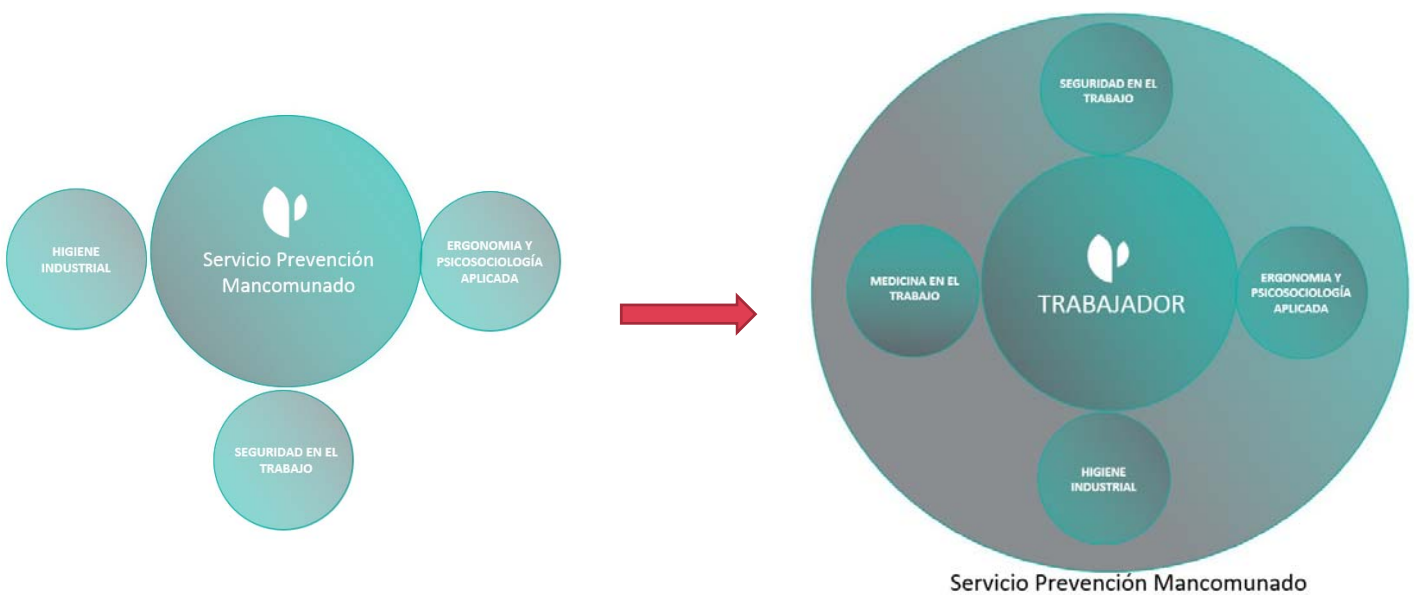 HIGIENE
INDUSTRIAL
Servicio Prevención
Mancomunado
ERGONOMIA Y
PSICOSOCIOLOGÍA
APLICADA
SEGURIDAD EN EL
TRABAJO
SEGURIDAD EN EL
TRABAJO
MEDICINA EN EL
TRABAJO
TRABAJADOR
ERGONOMIA Y
PSICOSOCIOLOGÍA
APLICADA
HIGIENE
INDUSTRIAL
Servicio Prevención Mancomunado